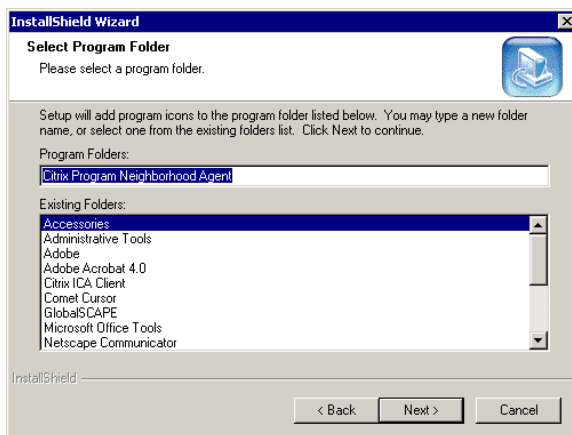 InstallShield Wizard
Select Program Folder
Please select a program folder.
Setup will add program icons to the program folder listed below. You may type a new folder
name, or select one from the existing folders list. Click Next to continue.
Program Folders:
Citrix Program Neighborhood Agent
Existing Folders:
Accessories
Administrative Tools
Adobe
Adobe Acrobat 4.0
Citrix ICA Client
Comet Cursor
GlobalSCAPE
Microsoft Office Tools
Netscape Communicator
InstallShield
< Back Next > Cancel